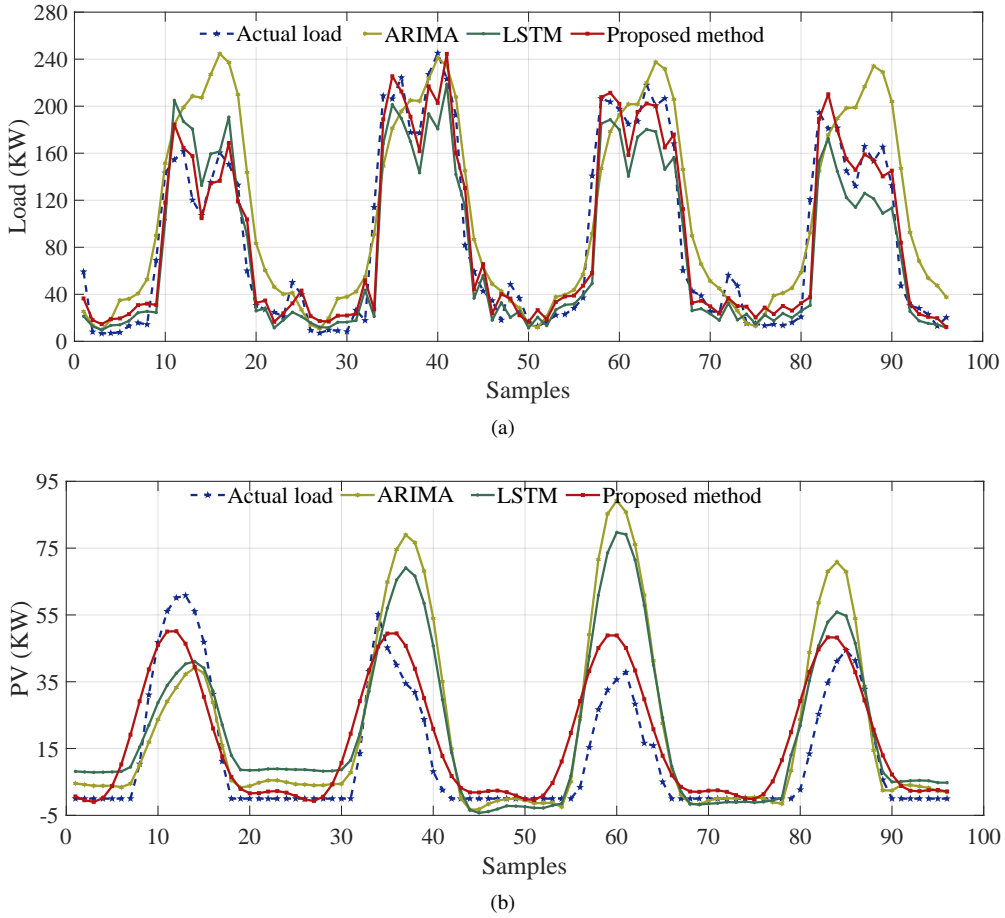 280
Actual load ARIMA LSTM Proposed method
240
200
160
120
80
40
0
Load (KW)
0 10 20 30 40 50 60 70 80 90 100
Samples
(a)
95
Actual load ARIMA LSTM Proposed method
75
55
35
15
-5
PV (KW)
0 10 20 30 40 50 60 70 80 90 100
Samples
(b)